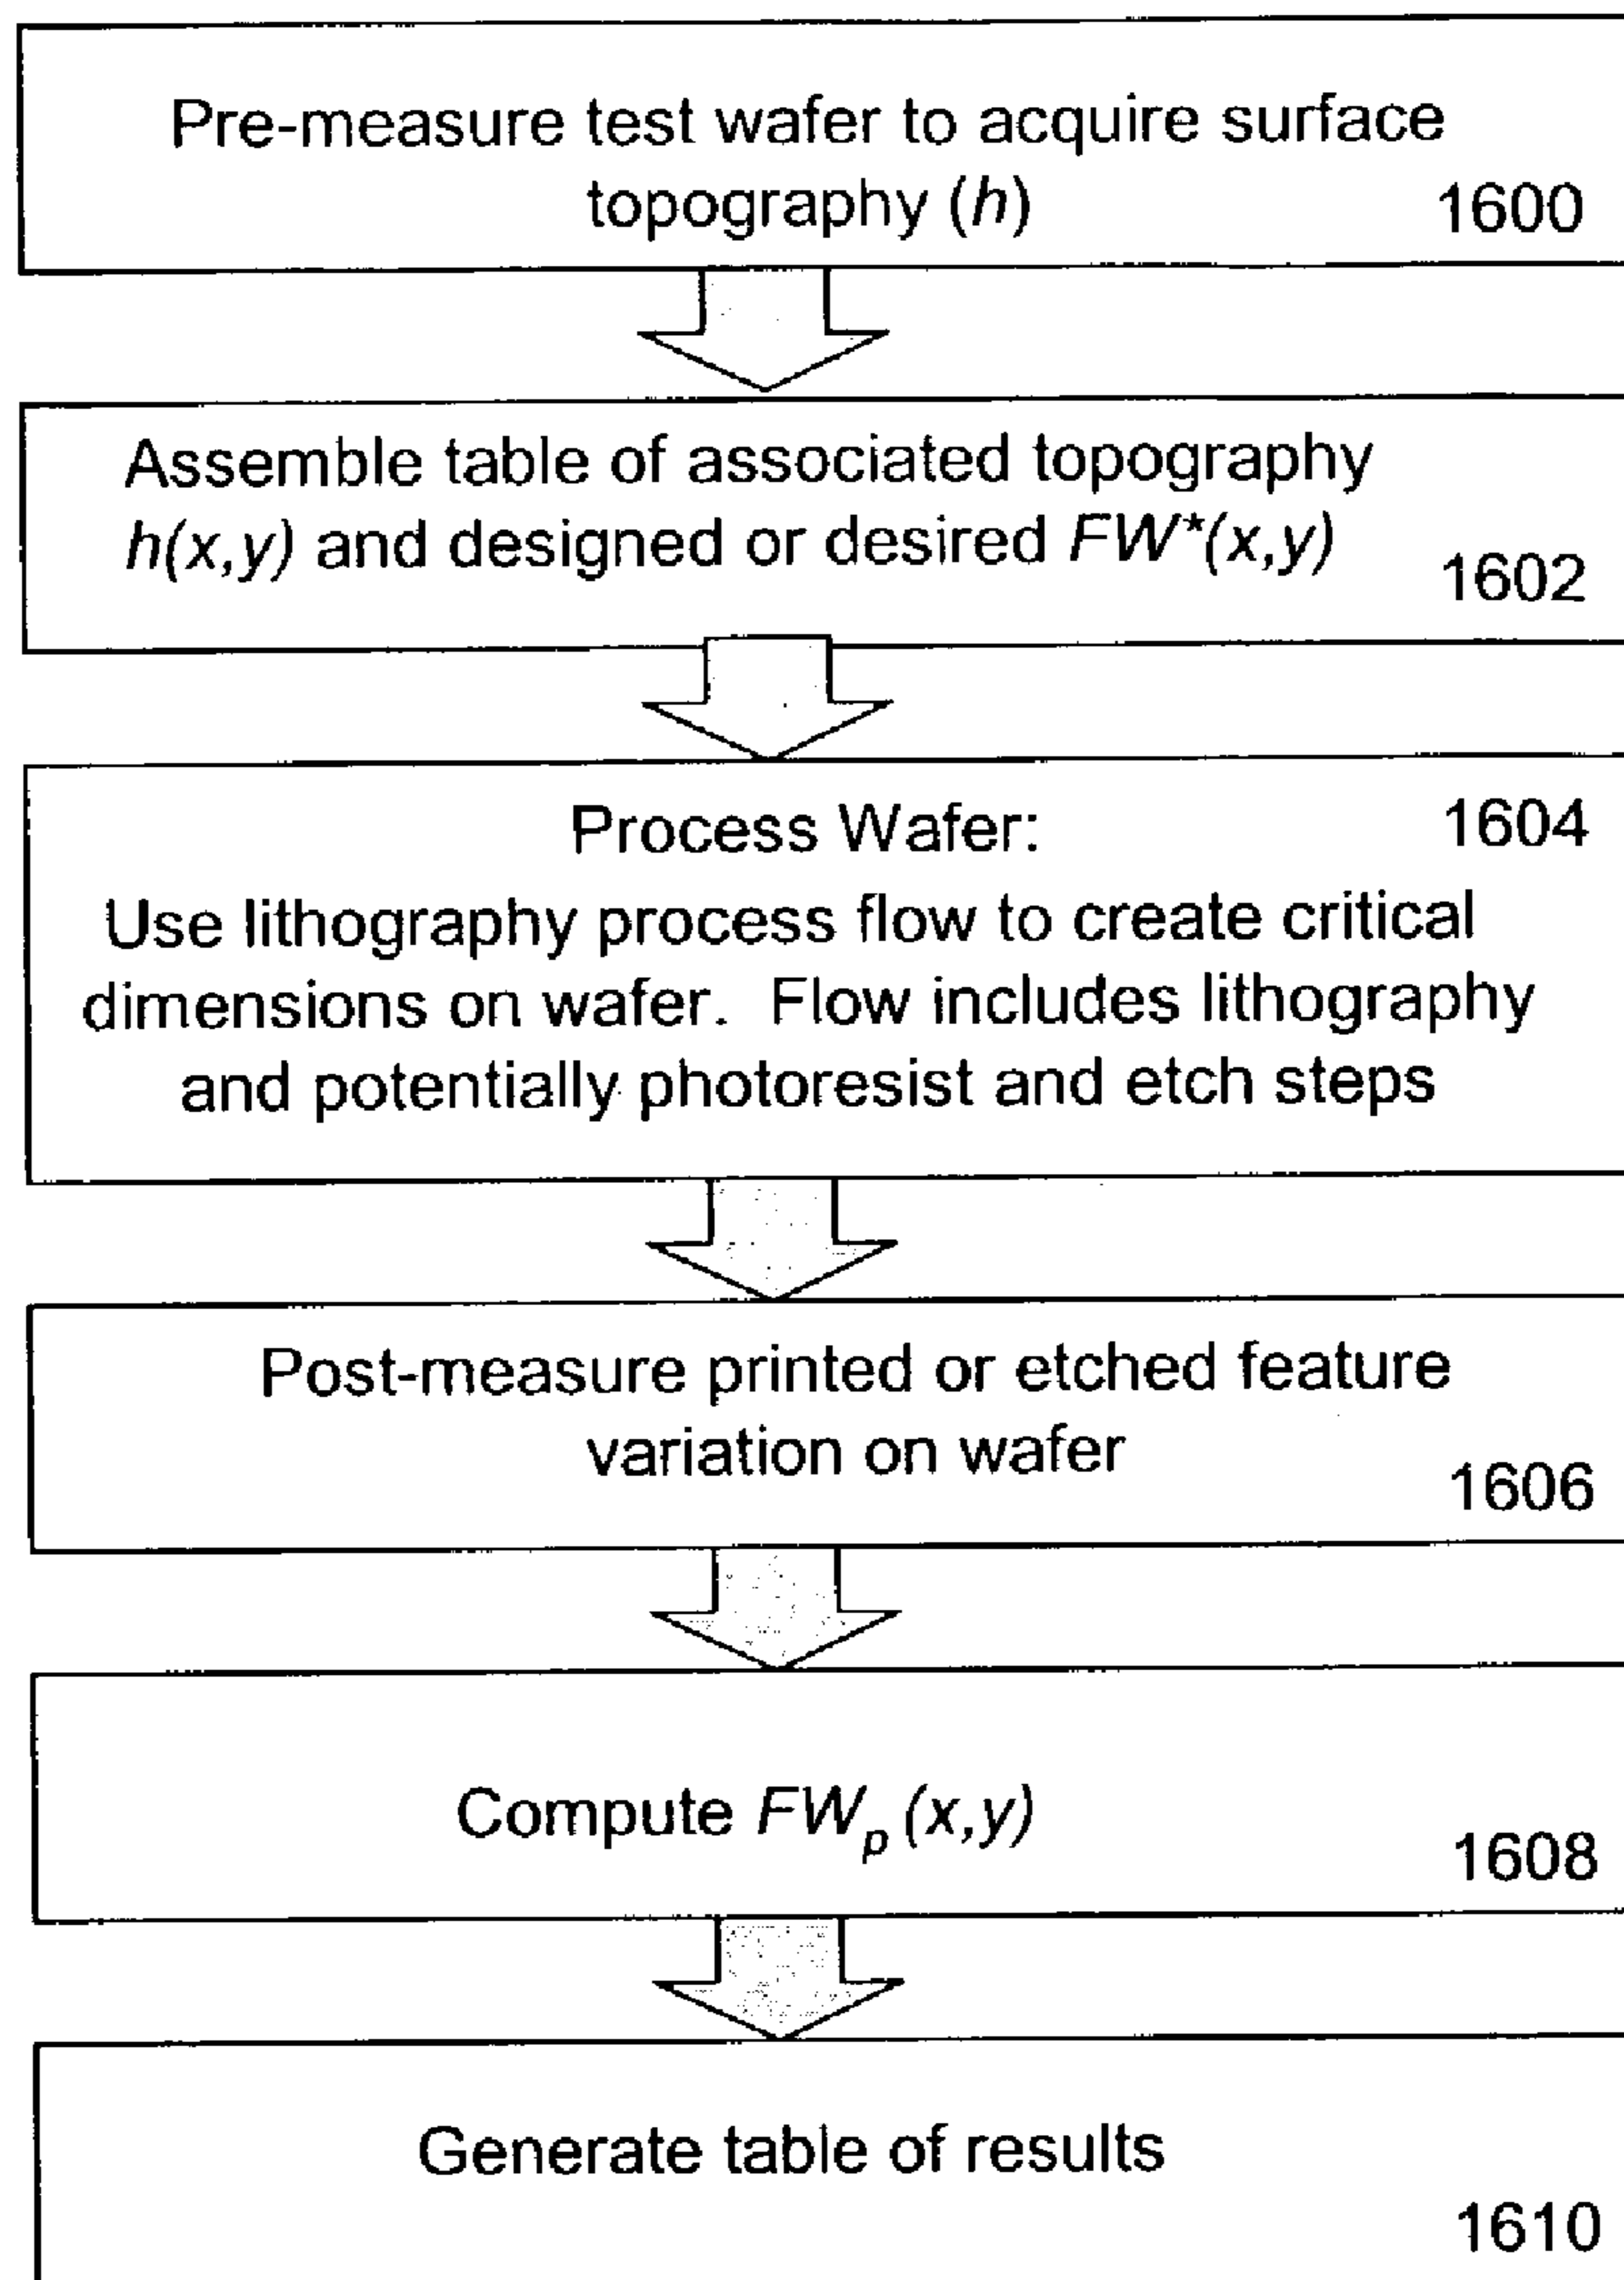 Pre-measure test wafer to acquire surface
topography (h)
1600
Assemble table of associated topography
h(x,y) and designed or desired FW*(x,y)
1602
Process Wafer:
1604
Use lithography process flow to create critical
dimensions on wafer. Flow includes lithography
and potentially photoresist and etch steps
Post-measure printed or etched feature
variation on wafer
1606
Compute FWp (x,y)
1608
Generate table of results
1610